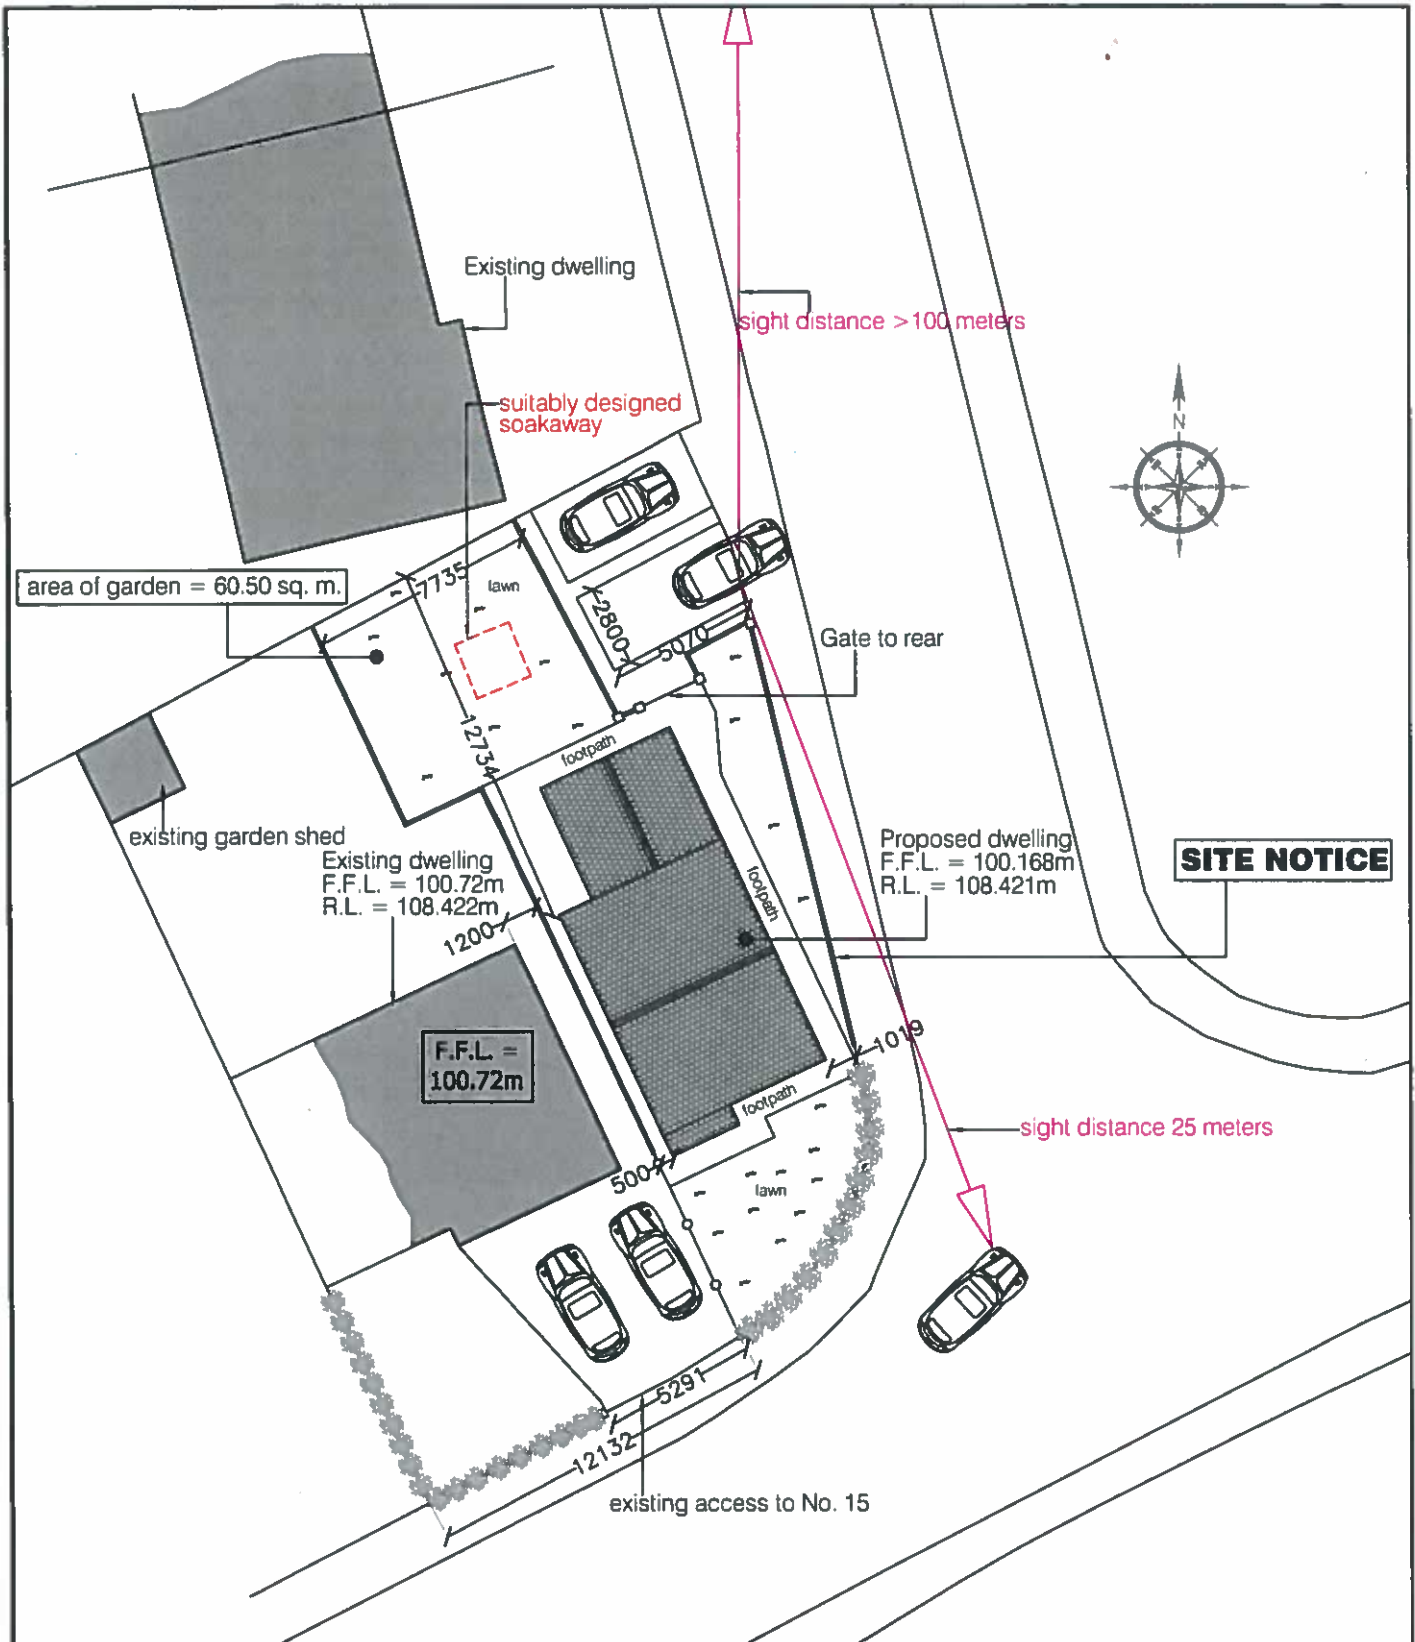 Existing dwelling
sight distance >100 meters
suitably designed
soakaway
N
area of garden = 60.50 sq. m.
7735
lawn
2800
5070
Gate to rear
12734
footpath
existing garden shed
Existing dwelling
F.F.L. = 100.72m
R.L. = 108.422m
Proposed dwelling
F.F.L. = 100.168m
R.L. = 108.421m
SITE NOTICE
footpath
1200
F.F.L. =
100.72m
1019
footpath
sight distance 25 meters
500
lawn
5291
12132
existing access to No. 15